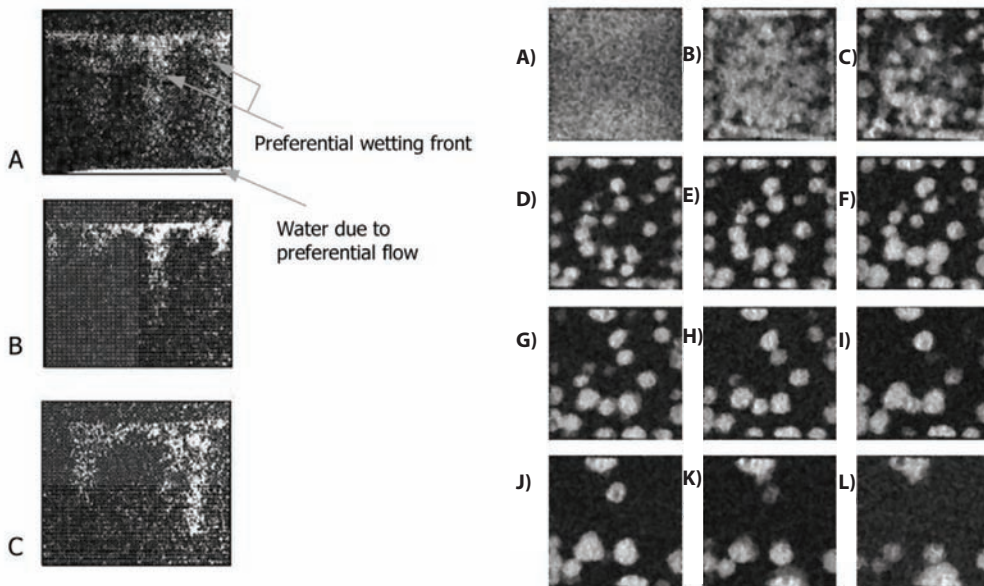 A
Preferential wetting front
Water due to
preferential flow
B
C
A)
B)
C)
D)
E)
F)
G)
H)
I)
J)
K)
L)